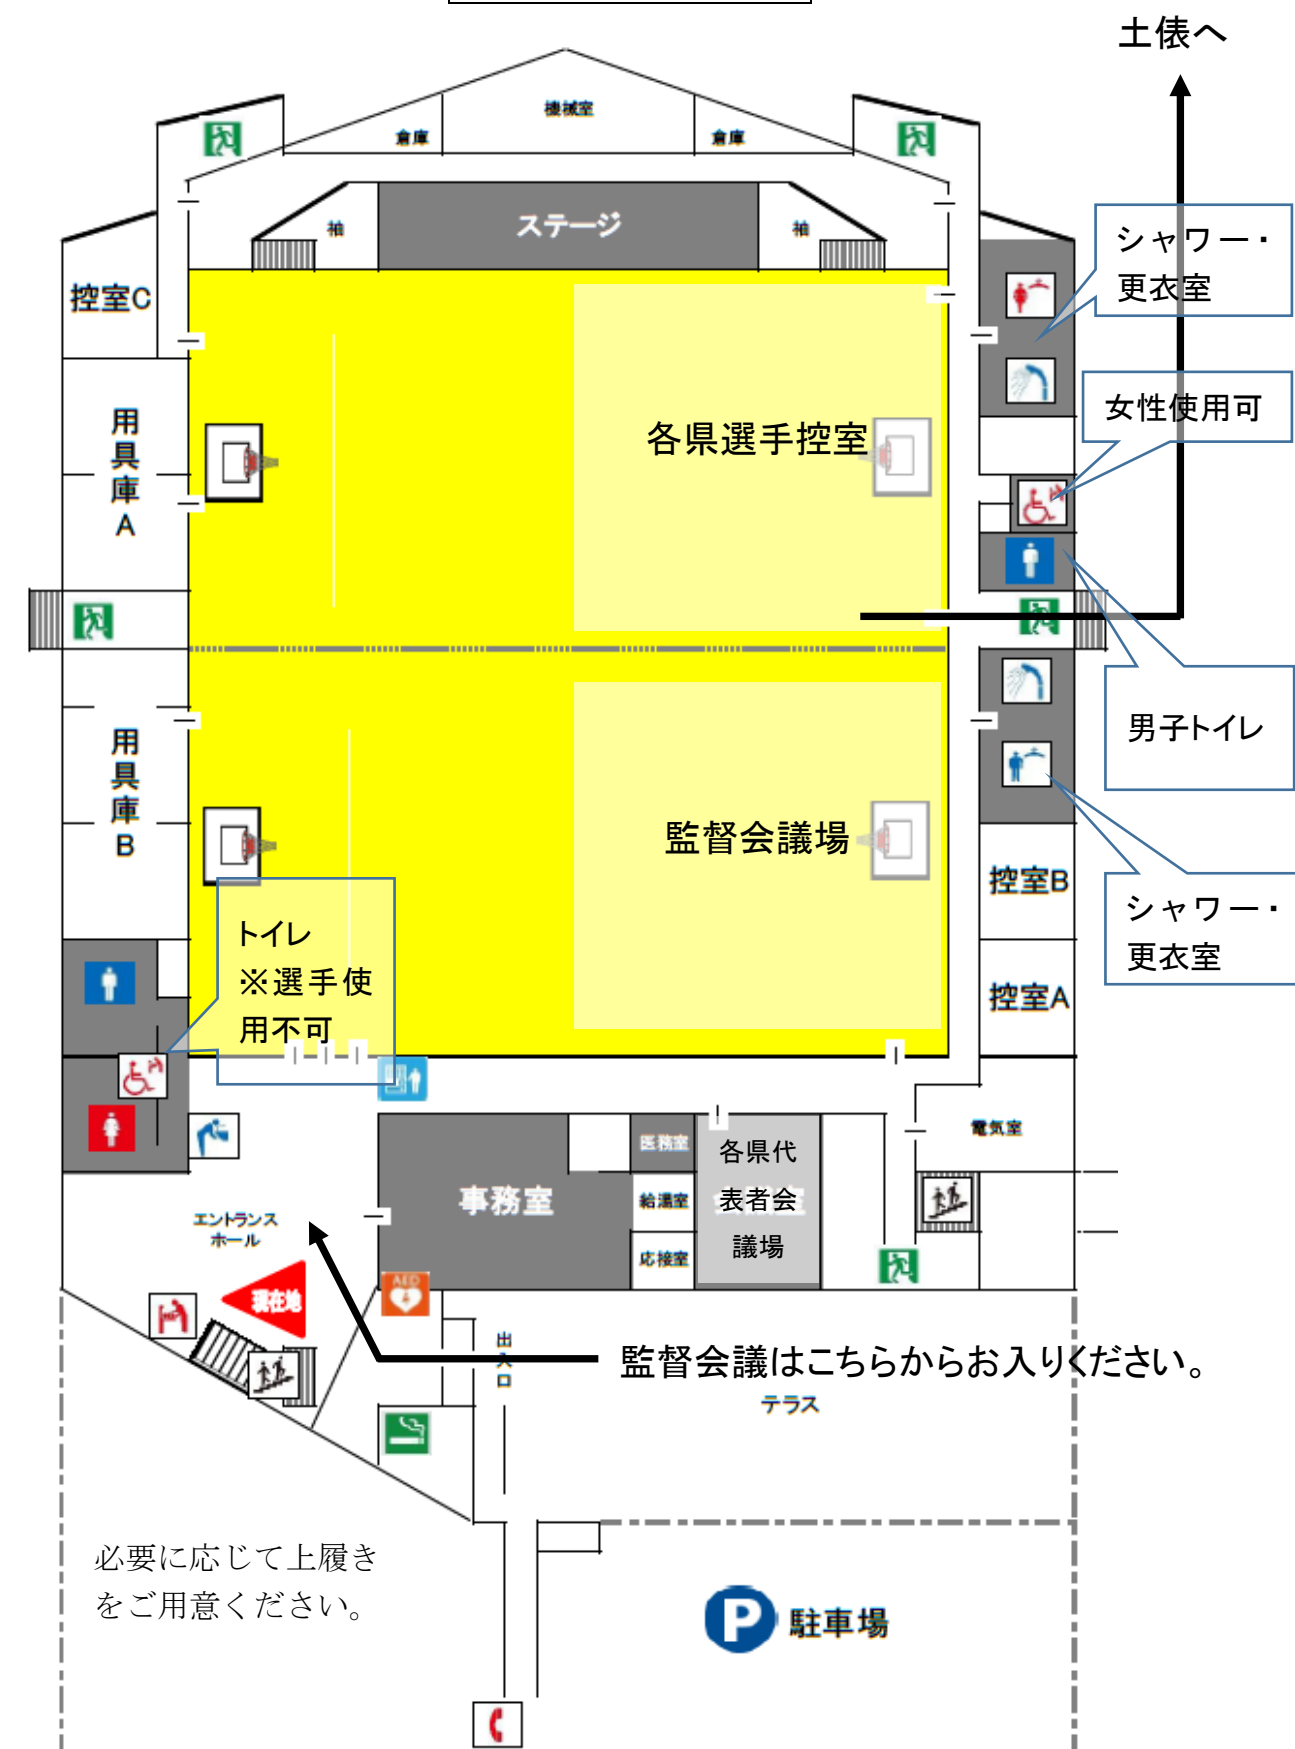 土俵へ
機械室
倉庫
倉庫
袖
ステージ
袖
シャワー・
更衣室
控室C
女性使用可
用具庫A
各県選手控室
男子トイレ
用具庫B
監督会議場
控室B
シャワー・
更衣室
トイレ
※選手使
用不可
控室A
電気室
医務室
各県代
表者会
議場
事務室
給湯室
応接室
エントランス
ホール
現在地
AED
出入口
監督会議はこちらからお入りください。
テラス
必要に応じて上履き
をご用意ください。
P 駐車場